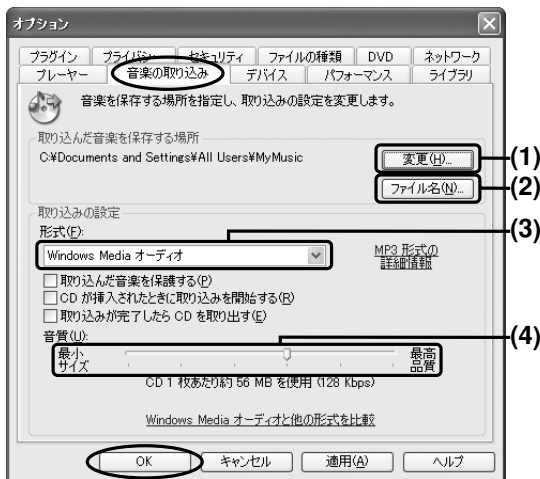 オプション
プラグイン プライバシー セキュリティ ファイルの種類 DVD ネットワーク
プレーヤー 音楽の取り込み デバイス パフォーマンス ライブラリ
音楽を保存する場所を指定し、取り込みの設定を変更します。
取り込んだ音楽を保存する場所
C:¥Documents and Settings¥All Users¥MyMusic
変更(H)...
(1)
ファイル名(N)...
(2)
取り込みの設定
(3)
形式(F):
Windows Media オーディオ
MP3 形式の
詳細情報
取り込んだ音楽を保護する(P)
CD が挿入されたときに取り込みを開始する(R)
取り込みが完了したら CD を取り出す(E)
音質(U):
(4)
最小
サイズ
最高
品質
CD 1 枚あたり約 56 MB を使用 (128 Kbps)
Windows Media オーディオと他の形式を比較
OK キャンセル 適用(A) ヘルプ